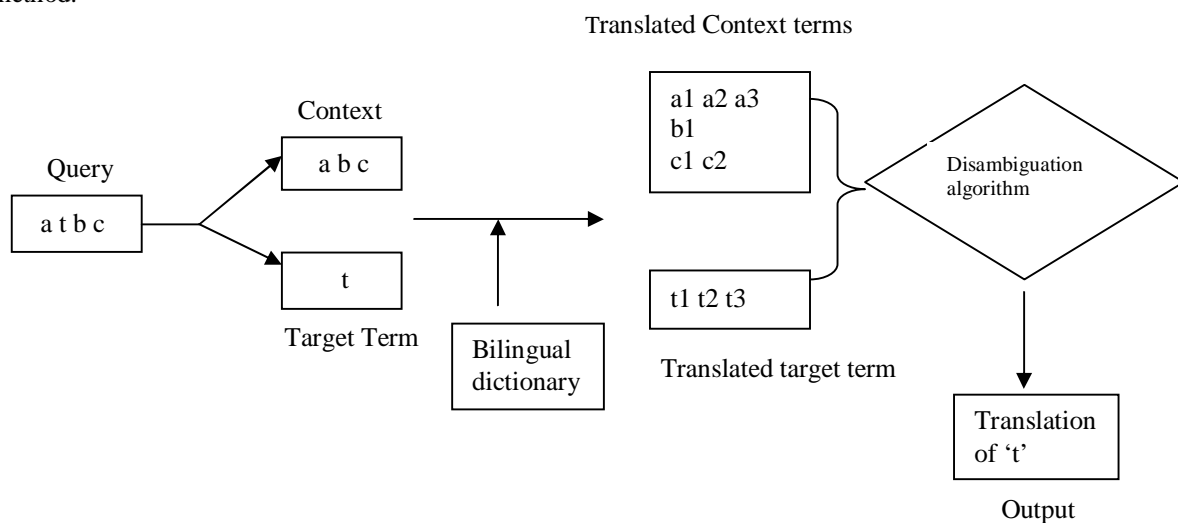 method.
Translated Context terms
Context
a b c
Query
a t b c
t
Target Term
Bilingual
dictionary
a1 a2 a3
b1
c1 c2
t1 t2 t3
Translated target term
Disambiguation
algorithm
Translation
of ‘t’
Output